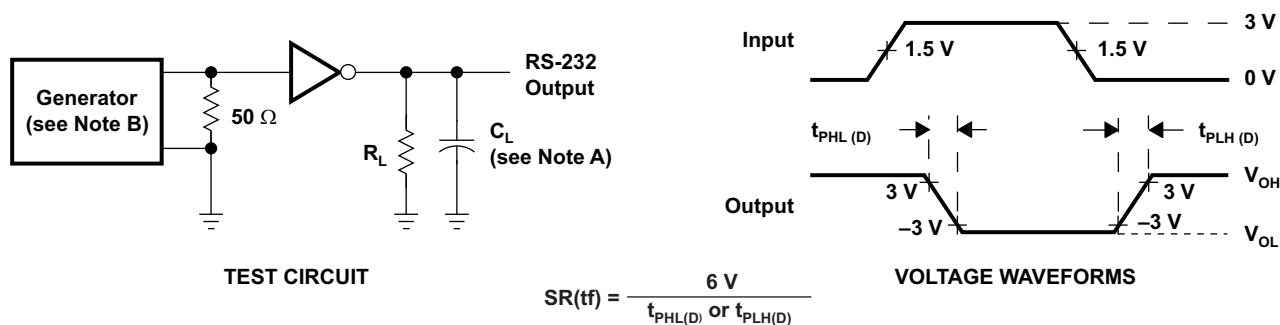 Generator
(see Note B)
50 Ω
R_L
C_L
(see Note A)
RS-232
Output
TEST CIRCUIT
Input
1.5 V
1.5 V
3 V
0 V
t_PHL (D)
t_PLH (D)
Output
3 V
–3 V
3 V
–3 V
V_OH
V_OL
VOLTAGE WAVEFORMS
SR(tf) = 6 V
t_PHL(D) or t_PLH(D)